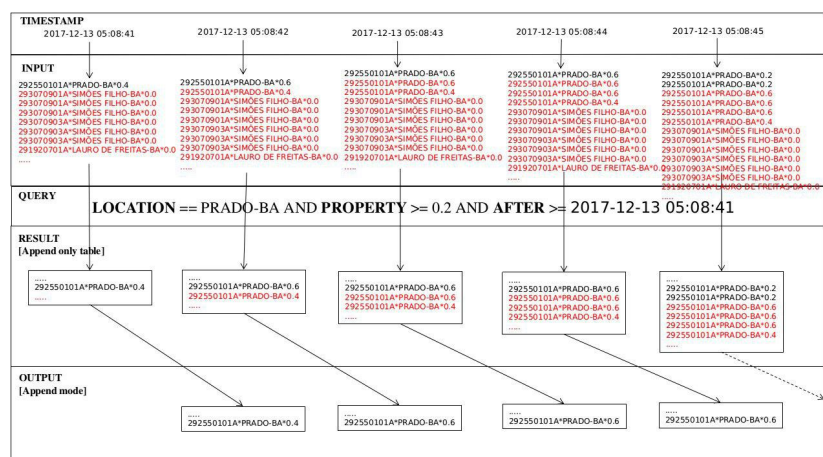 TIMESTAMP
2017-12-13 05:08:41
2017-12-13 05:08:42
2017-12-13 05:08:43
2017-12-13 05:08:44
2017-12-13 05:08:45
INPUT
292550101A*PRADO-BA*0.4
293070901A*SIMÕES FILHO-BA*0.0
293070901A*SIMÕES FILHO-BA*0.0
293070901A*SIMÕES FILHO-BA*0.0
293070903A*SIMÕES FILHO-BA*0.0
293070903A*SIMÕES FILHO-BA*0.0
291920701A*LAURO DE FREITAS-BA*0.0
.....
292550101A*PRADO-BA*0.6
292550101A*PRADO-BA*0.4
293070901A*SIMÕES FILHO-BA*0.0
293070901A*SIMÕES FILHO-BA*0.0
293070901A*SIMÕES FILHO-BA*0.0
293070903A*SIMÕES FILHO-BA*0.0
293070903A*SIMÕES FILHO-BA*0.0
291920701A*LAURO DE FREITAS-BA*0.0
.....
292550101A*PRADO-BA*0.6
292550101A*PRADO-BA*0.6
292550101A*PRADO-BA*0.4
293070901A*SIMÕES FILHO-BA*0.0
293070901A*SIMÕES FILHO-BA*0.0
293070903A*SIMÕES FILHO-BA*0.0
293070903A*SIMÕES FILHO-BA*0.0
291920701A*LAURO DE FREITAS-BA*0.0
.....
292550101A*PRADO-BA*0.6
292550101A*PRADO-BA*0.6
292550101A*PRADO-BA*0.6
292550101A*PRADO-BA*0.4
293070901A*SIMÕES FILHO-BA*0.0
293070901A*SIMÕES FILHO-BA*0.0
293070901A*SIMÕES FILHO-BA*0.0
293070903A*SIMÕES FILHO-BA*0.0
293070903A*SIMÕES FILHO-BA*0.0
291920701A*LAURO DE FREITAS-BA*0.0
.....
292550101A*PRADO-BA*0.2
292550101A*PRADO-BA*0.2
292550101A*PRADO-BA*0.6
292550101A*PRADO-BA*0.6
292550101A*PRADO-BA*0.6
292550101A*PRADO-BA*0.4
293070901A*SIMÕES FILHO-BA*0.0
293070901A*SIMÕES FILHO-BA*0.0
293070901A*SIMÕES FILHO-BA*0.0
293070903A*SIMÕES FILHO-BA*0.0
293070903A*SIMÕES FILHO-BA*0.0
291920701A*LAURO DE FREITAS-BA*0.0
.....
QUERY
LOCATION == PRADO-BA AND PROPERTY >= 0.2 AND AFTER >= 2017-12-13 05:08:41
RESULT
[Append only table]
.....
292550101A*PRADO-BA*0.4
.....
.....
292550101A*PRADO-BA*0.6
292550101A*PRADO-BA*0.4
.....
.....
292550101A*PRADO-BA*0.6
292550101A*PRADO-BA*0.6
292550101A*PRADO-BA*0.4
.....
.....
292550101A*PRADO-BA*0.6
292550101A*PRADO-BA*0.6
292550101A*PRADO-BA*0.6
292550101A*PRADO-BA*0.4
.....
.....
292550101A*PRADO-BA*0.2
292550101A*PRADO-BA*0.2
292550101A*PRADO-BA*0.6
292550101A*PRADO-BA*0.6
292550101A*PRADO-BA*0.6
292550101A*PRADO-BA*0.4
.....
OUTPUT
[Append mode]
.....
292550101A*PRADO-BA*0.4
.....
292550101A*PRADO-BA*0.6
.....
292550101A*PRADO-BA*0.6
.....
292550101A*PRADO-BA*0.6